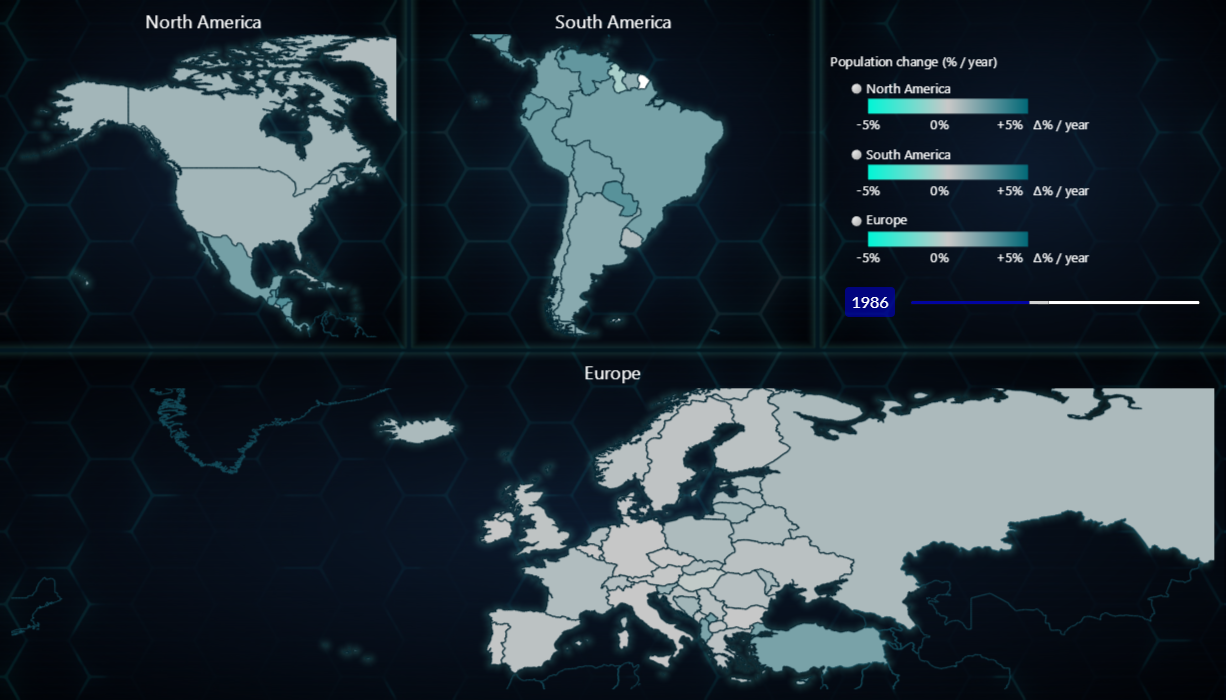 North America
South America
Population change (% / year)
North America
-5% 0% +5% Δ% / year
South America
-5% 0% +5% Δ% / year
Europe
-5% 0% +5% Δ% / year
1986
Europe